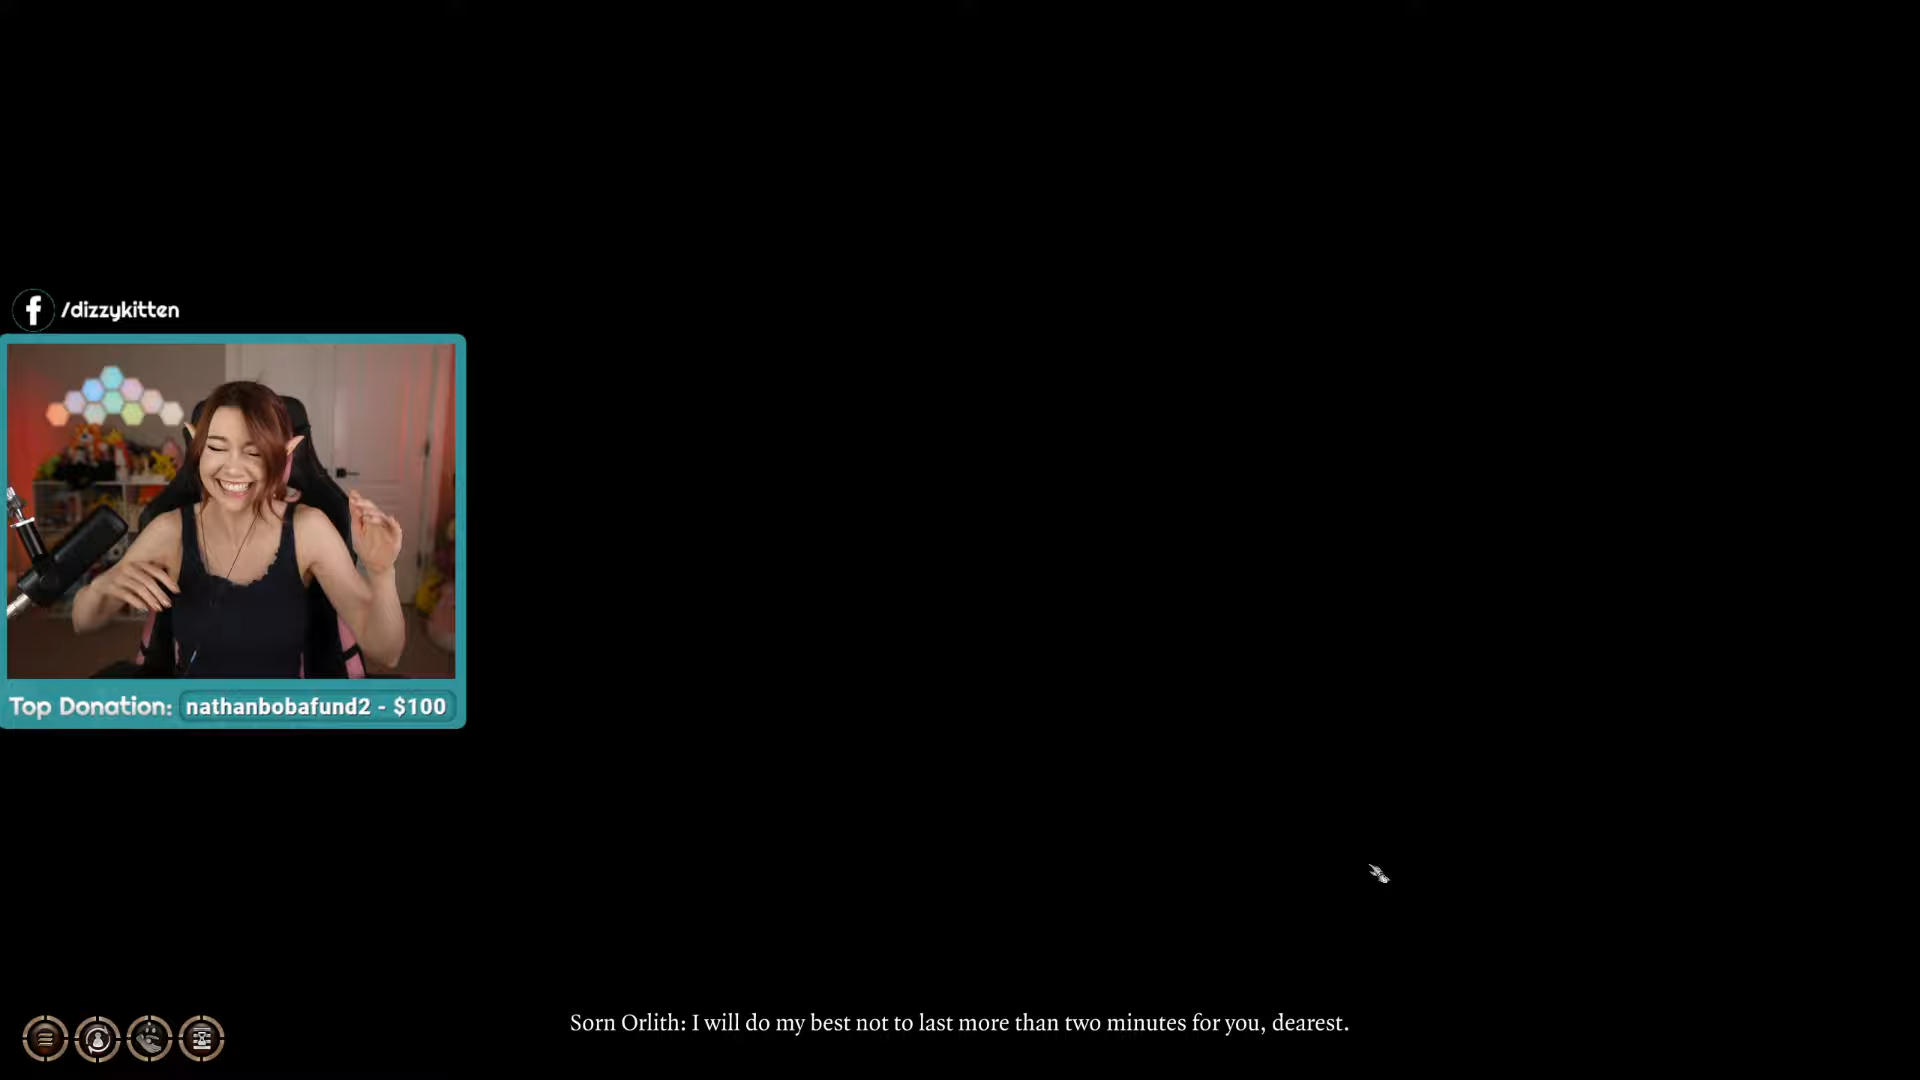 /dizzykitten
Top Donation: nathanbobafund2 - $100
Sorn Orlith: I will do my best not to last more than two minutes for you, dearest.